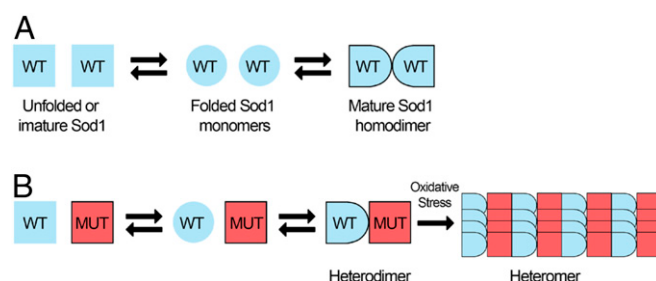 A
WT WT WT WT WT WT
Unfolded or
imature Sod1
Folded Sod1
monomers
Mature Sod1
homodimer
B
Oxidative
Stress
WT MUT WT MUT WT MUT
Heterodimer
Heteromer